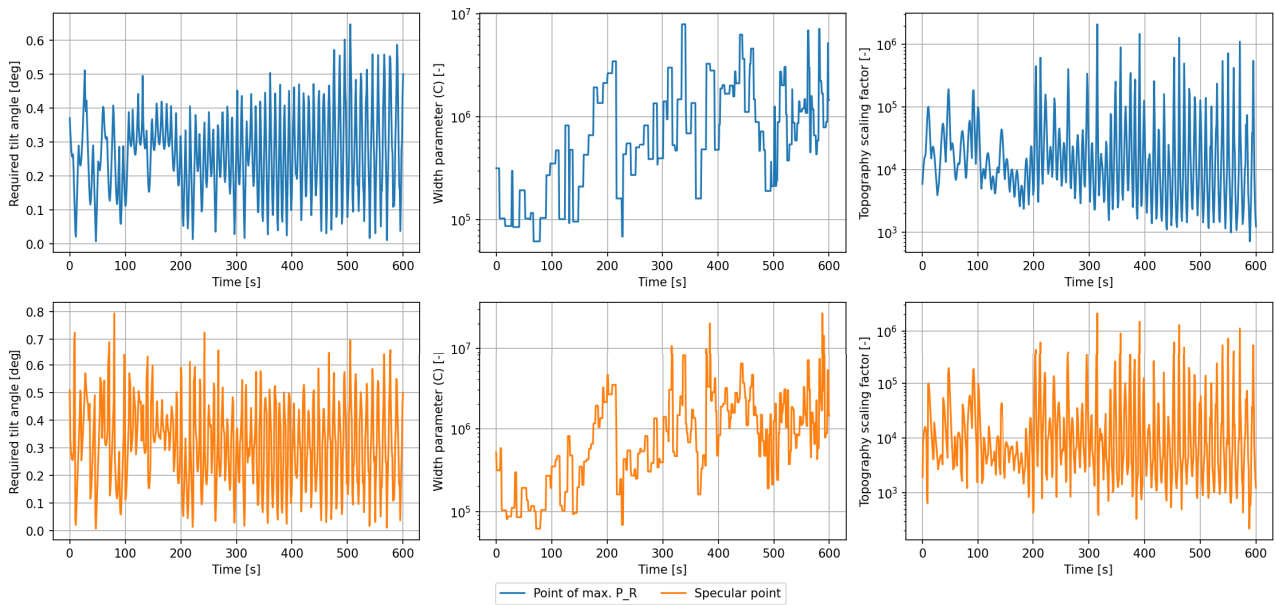 Required tilt angle [deg]
0.6
0.5
0.4
0.3
0.2
0.1
0.0
0 100 200 300 400 500 600
Time [s]
Width parameter (C) [-]
10^7
10^6
10^5
0 100 200 300 400 500 600
Time [s]
Topography scaling factor [-]
10^6
10^5
10^4
10^3
0 100 200 300 400 500 600
Time [s]
Required tilt angle [deg]
0.8
0.7
0.6
0.5
0.4
0.3
0.2
0.1
0.0
0 100 200 300 400 500 600
Time [s]
Width parameter (C) [-]
10^7
10^6
10^5
0 100 200 300 400 500 600
Time [s]
Topography scaling factor [-]
10^6
10^5
10^4
10^3
0 100 200 300 400 500 600
Time [s]
Point of max. P_R
Specular point